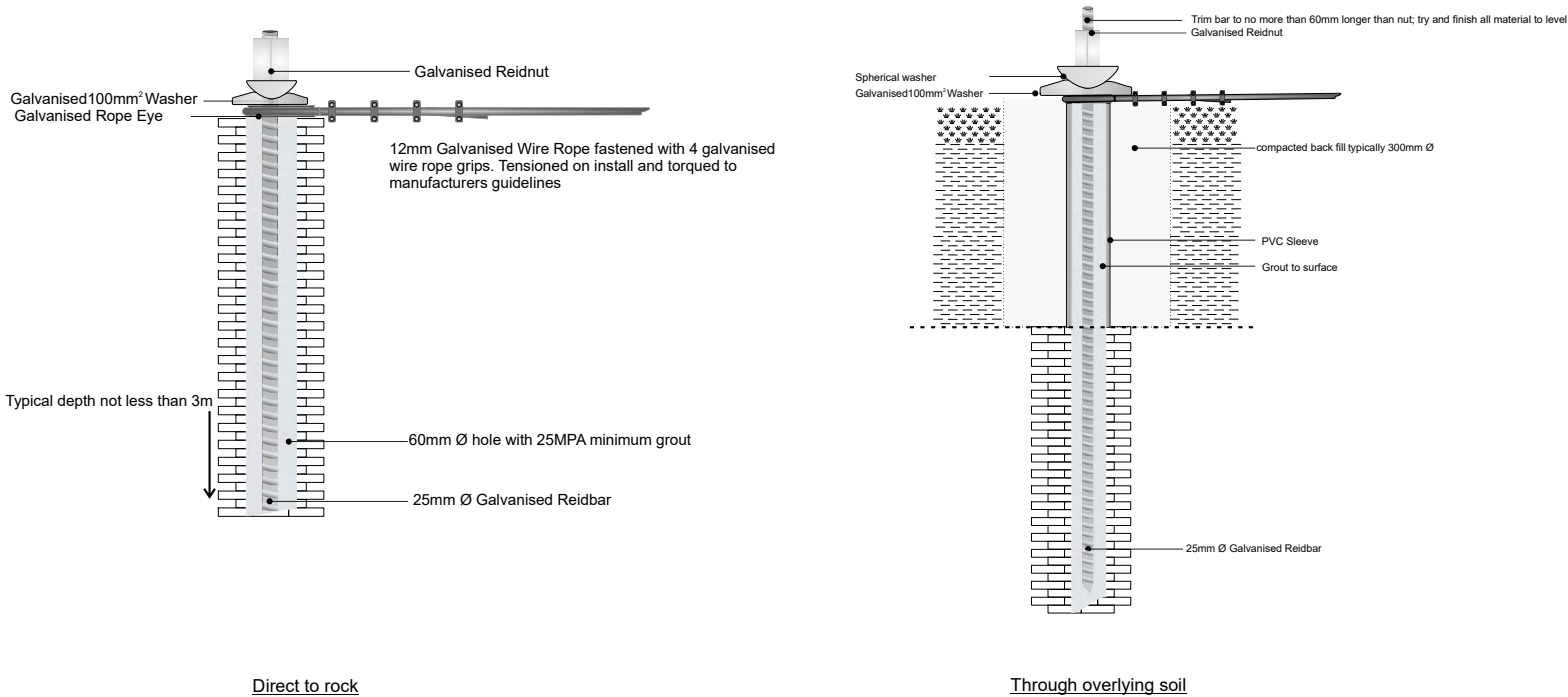 Galvanised Reidnut
Galvanised100mm² Washer
Galvanised Rope Eye
12mm Galvanised Wire Rope fastened with 4 galvanised
wire rope grips. Tensioned on install and torqued to
manufacturers guidelines
Typical depth not less than 3m
60mm Ø hole with 25MPA minimum grout
25mm Ø Galvanised Reidbar
Direct to rock
Trim bar to no more than 60mm longer than nut; try and finish all material to level
Galvanised Reidnut
Spherical washer
Galvanised100mm² Washer
compacted back fill typically 300mm Ø
PVC Sleeve
Grout to surface
25mm Ø Galvanised Reidbar
Through overlying soil